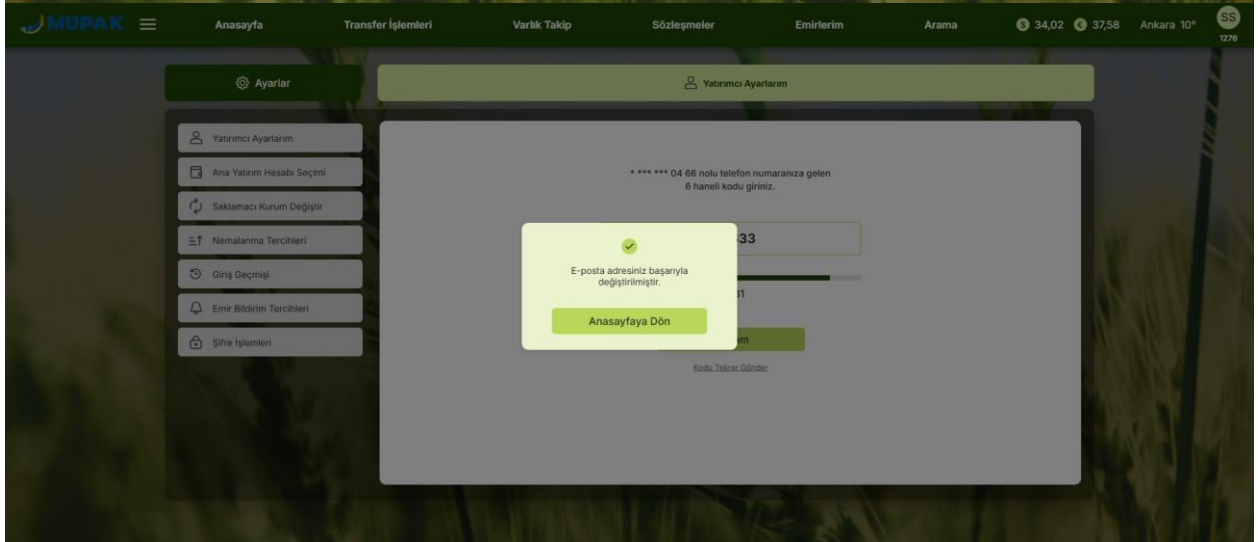 MÜPAK
Anasayfa
Transfer İşlemleri
Varlık Takip
Sözleşmeler
Emirlerim
Arama
34,02
37,58
Ankara 10°
SS
1276
Ayarlar
Yatırımcı Ayarlarım
Yatırımcı Ayarlarım
Ana Yatırım Hesabı Seçimi
Saklamacı Kurum Değiştir
Nemalanma Tercihleri
Giriş Geçmişi
Emir Bildirim Tercihleri
Şifre İşlemleri
* *** *** 04 66 nolu telefon numaranıza gelen
6 haneli kodu giriniz.
33
E-posta adresiniz başarıyla
değiştirilmiştir.
Anasayfaya Dön
Kodu Tekrar Gönder